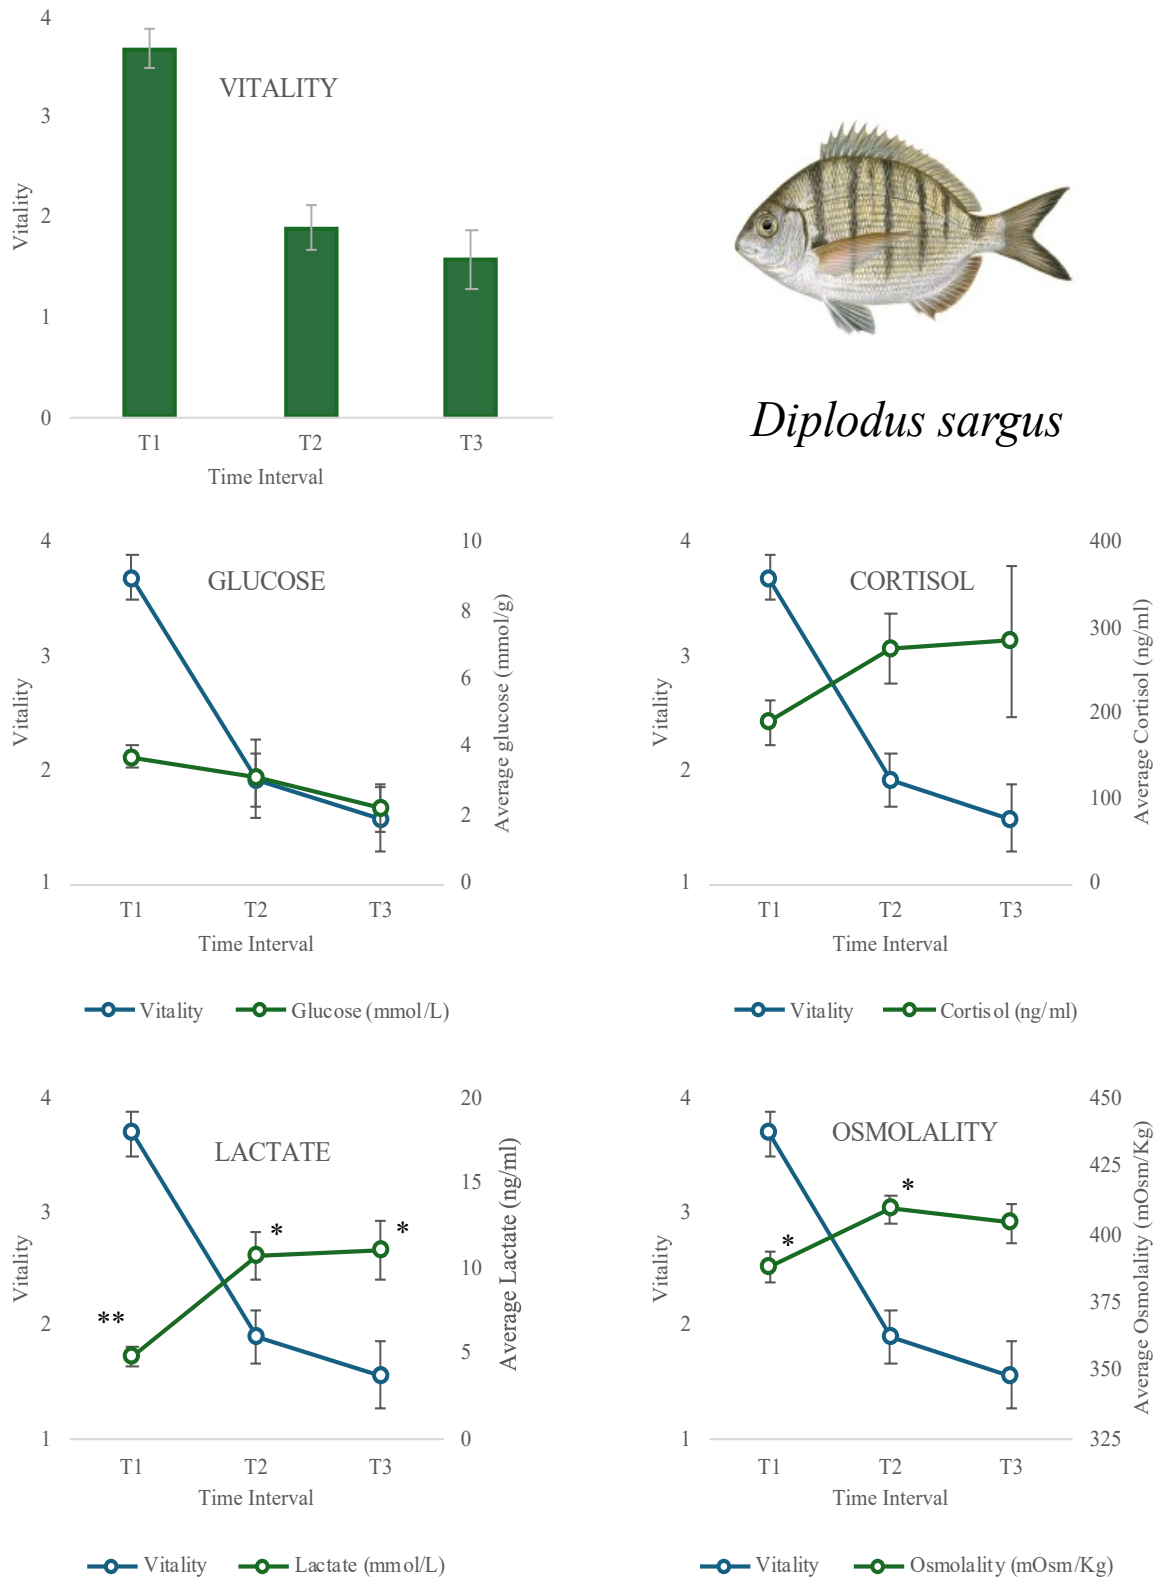 VITALITY
Vitality
4
3
2
1
0
T1 T2 T3
Time Interval
Diplodus sargus
GLUCOSE
Vitality
4
3
2
1
10
8
6
4
2
0
Average glucose (mmol/g)
T1 T2 T3
Time Interval
Vitality Glucose (mmol/L)
CORTISOL
Vitality
4
3
2
1
400
300
200
100
0
Average Cortisol (ng/ml)
T1 T2 T3
Time Interval
Vitality Cortisol (ng/ml)
LACTATE
Vitality
4
3
2
1
20
15
10
5
0
Average Lactate (ng/ml)
**
*
*
T1 T2 T3
Time Interval
Vitality Lactate (mmol/L)
OSMOLALITY
Vitality
4
3
2
1
450
425
400
375
350
325
Average Osmolality (mOsm/Kg)
*
*
T1 T2 T3
Time Interval
Vitality Osmolality (mOsm/Kg)